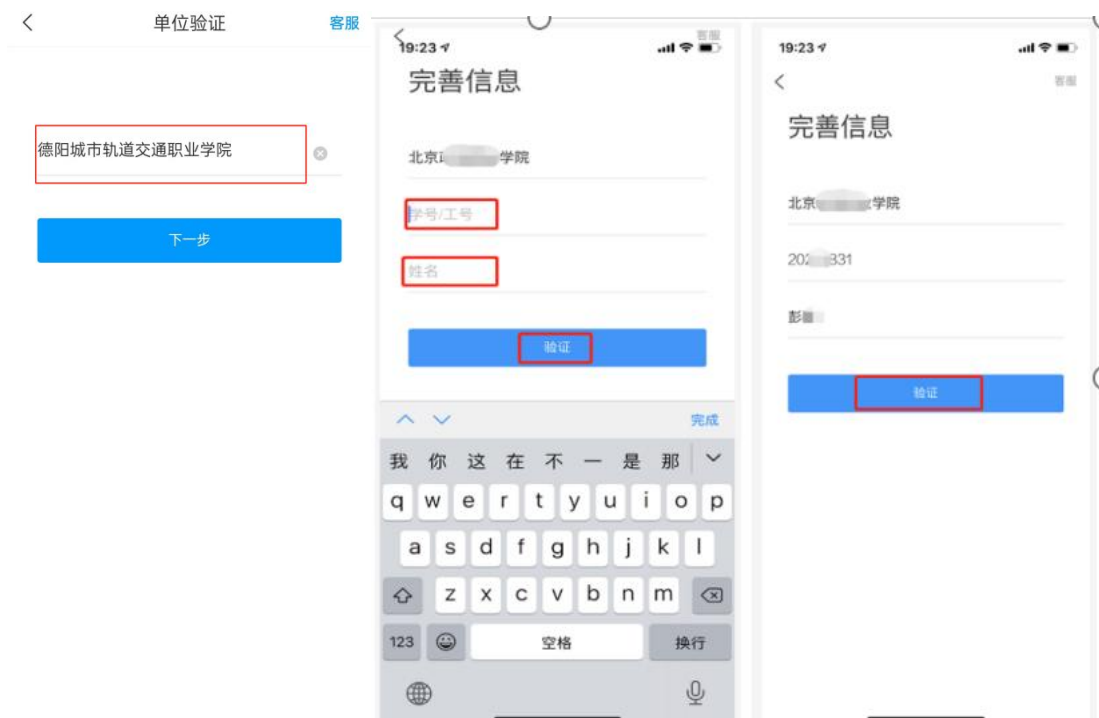 单位验证
客服
德阳城市轨道交通职业学院
下一步
客服
19:23
完善信息
北京
学院
学号/工号
姓名
验证
完成
我 你 这 在 不 一 是 那
q w e r t y u i o p
a s d f g h j k l
z x c v b n m
123
空格
换行
19:23
客服
完善信息
北京
学院
202
331
彭
验证